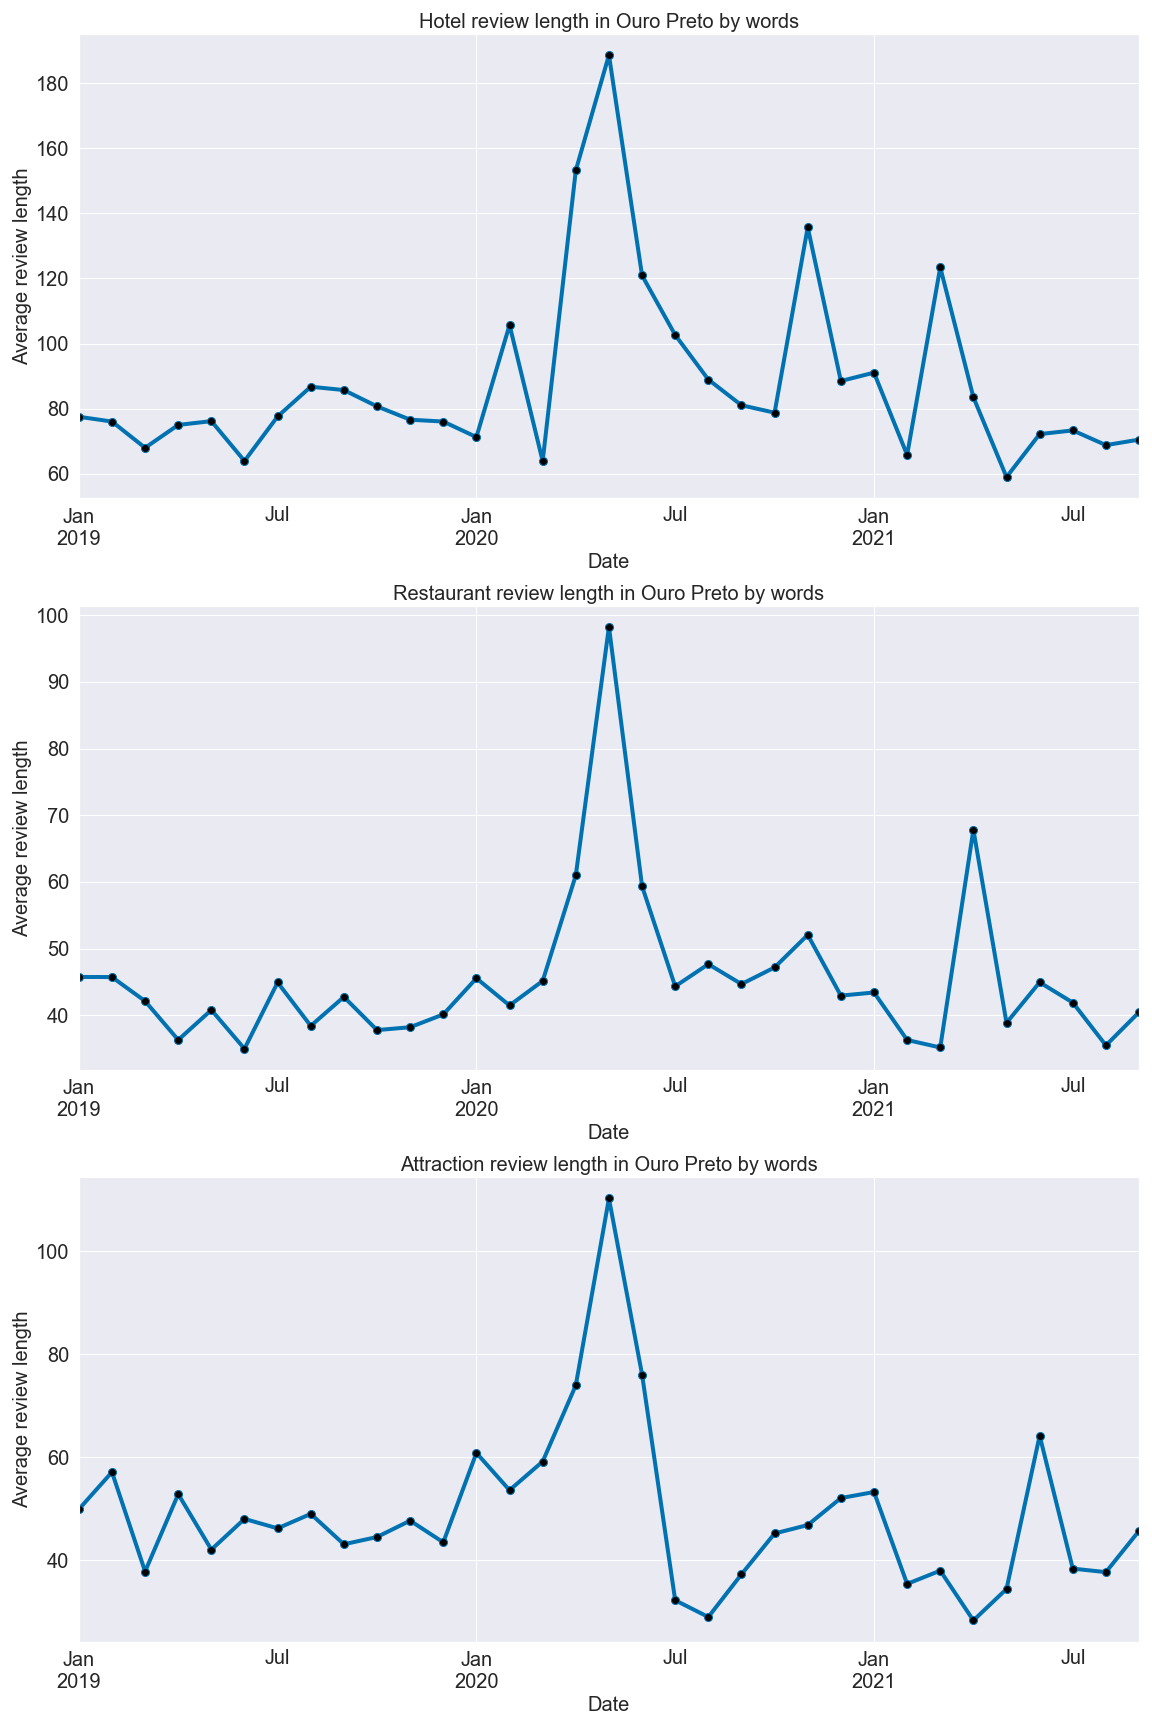 Hotel review length in Ouro Preto by words
Average review length
180
160
140
120
100
80
60
Jan
2019
Jul
Jan
2020
Jul
Jan
2021
Jul
Date
Restaurant review length in Ouro Preto by words
Average review length
100
90
80
70
60
50
40
Jan
2019
Jul
Jan
2020
Jul
Jan
2021
Jul
Date
Attraction review length in Ouro Preto by words
Average review length
100
80
60
40
Jan
2019
Jul
Jan
2020
Jul
Jan
2021
Jul
Date